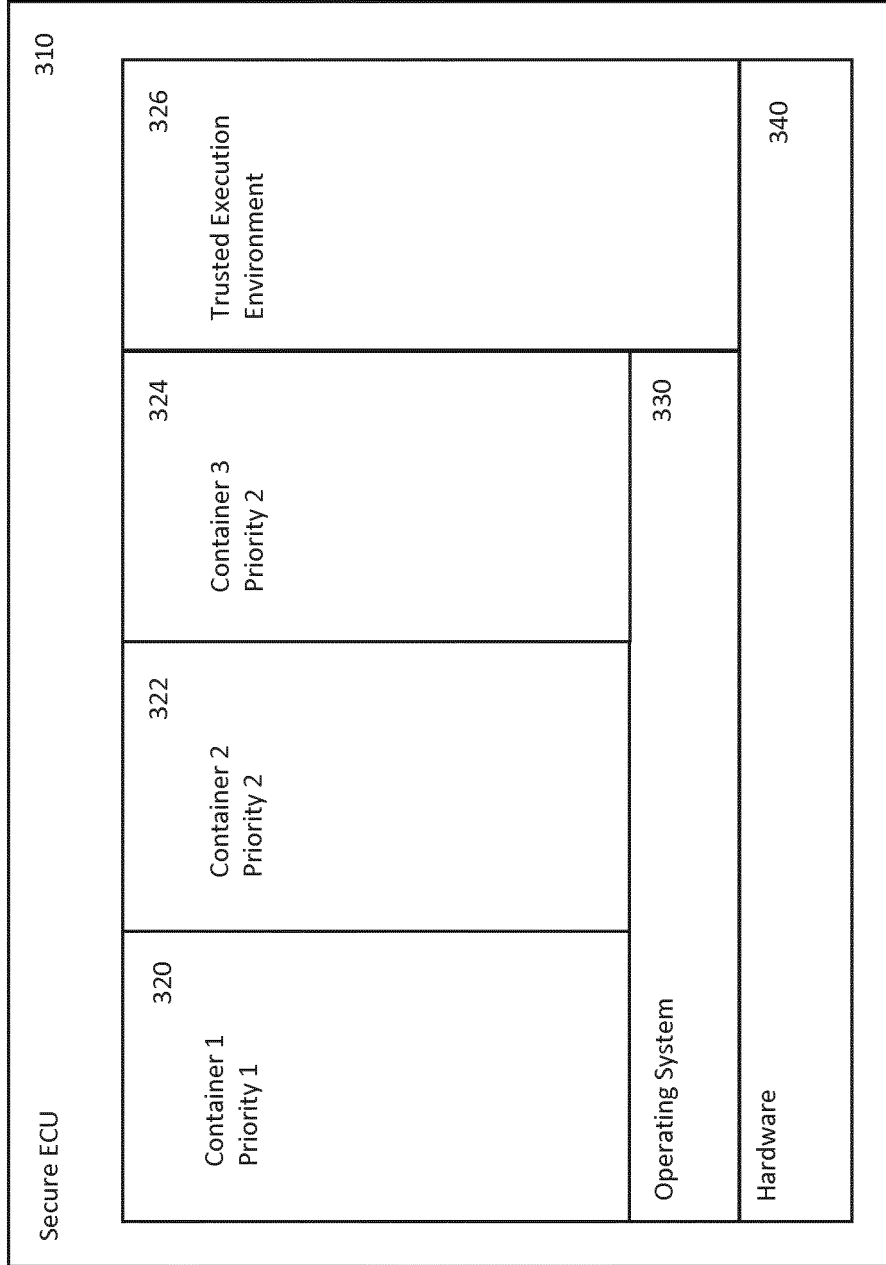 Secure ECU
310
320
Container 1
Priority 1
322
Container 2
Priority 2
324
Container 3
Priority 2
326
Trusted Execution
Environment
Operating System
330
Hardware
340